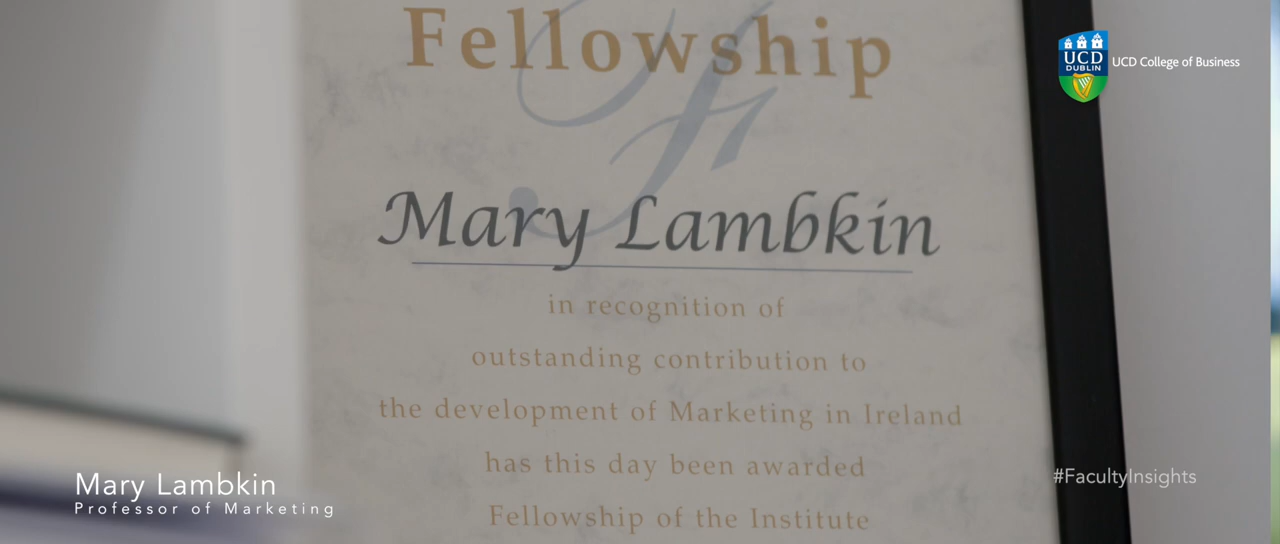 Fellowship
UCD
DUBLIN
UCD College of Business
Mary Lambkin
in recognition of
outstanding contribution to
the development of Marketing in Ireland
has this day been awarded
Fellowship of the Institute
Mary Lambkin
Professor of Marketing
#FacultyInsights